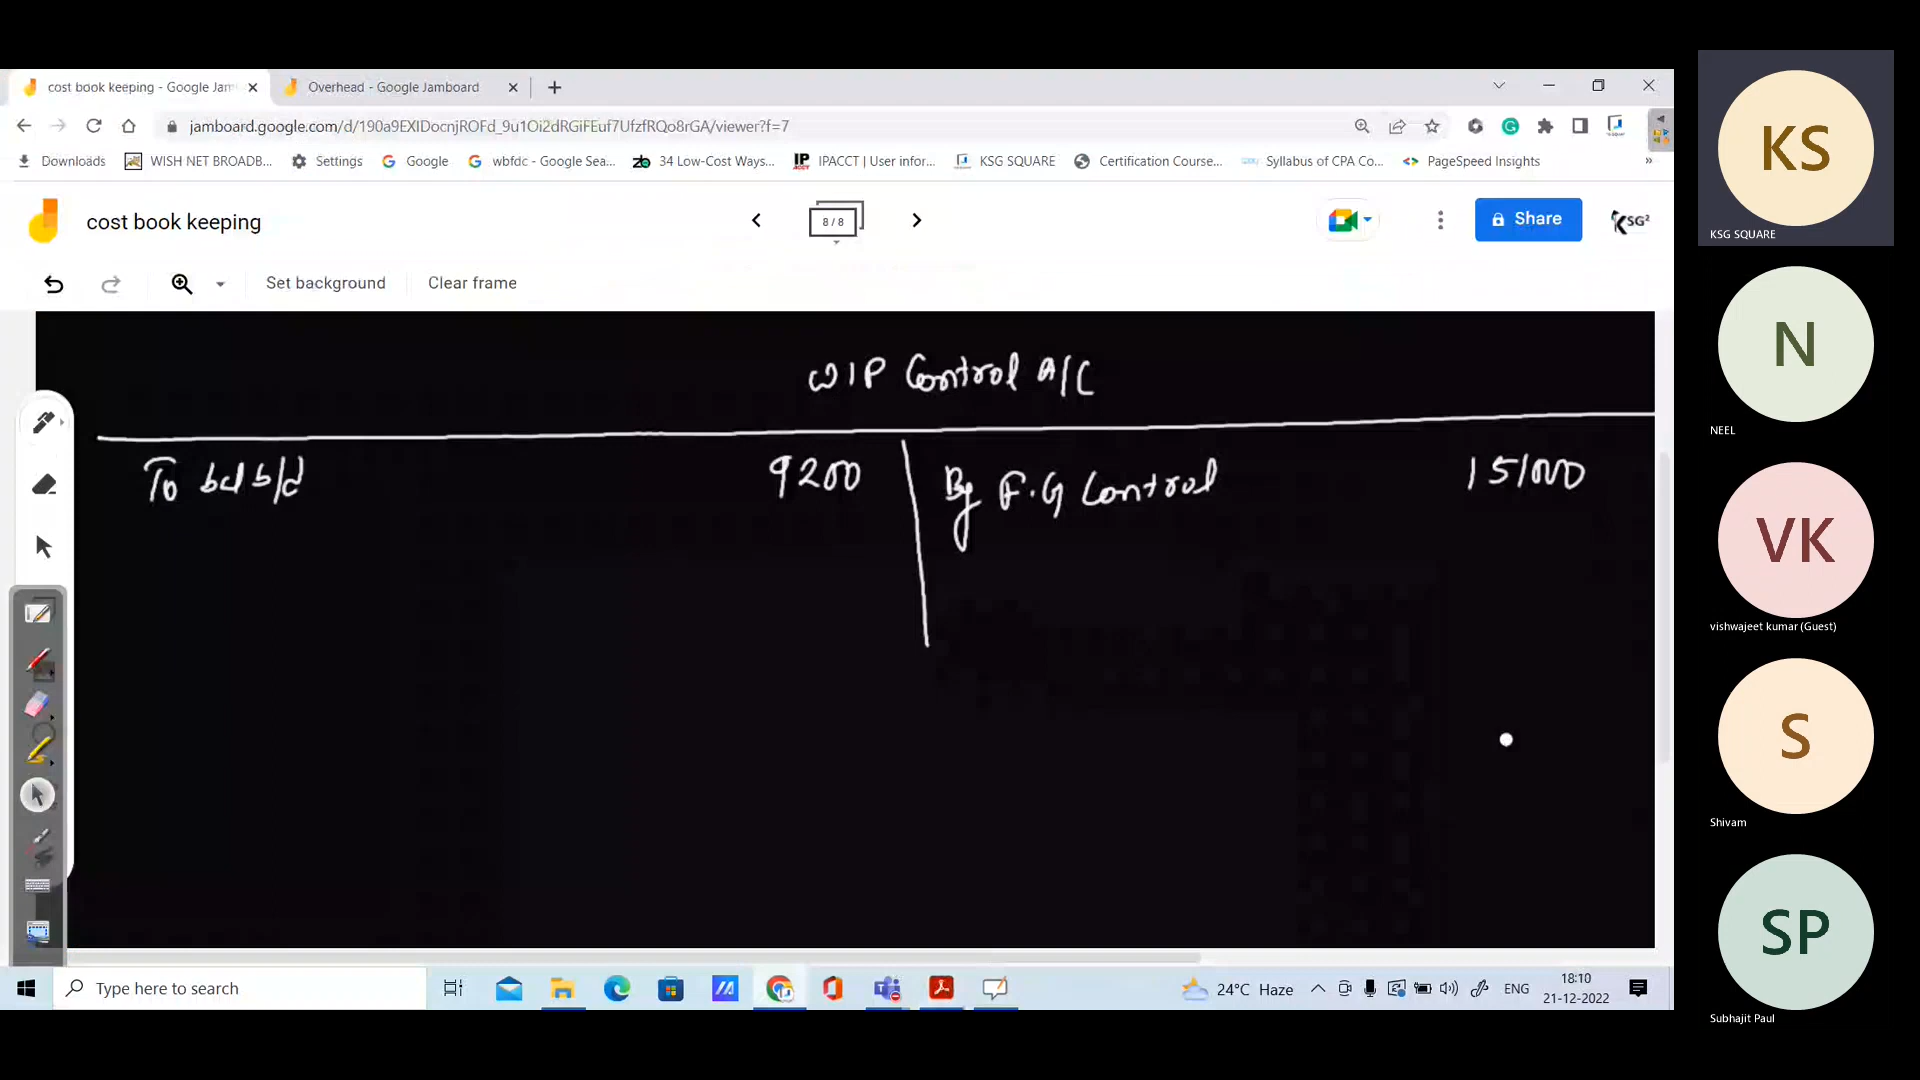 cost book keeping - Google Jam
Overhead - Google Jamboard
jamboard.google.com/d/190a9EXIDocnjROFd_9u1Oi2dRGiFEuf7UfzfRQo8rGA/viewer?f=7
Downloads
WISH NET BROADB...
Settings
Google
wbfdc - Google Sea...
34 Low-Cost Ways...
IPACCT | User infor...
KSG SQUARE
Certification Course...
Syllabus of CPA Co...
PageSpeed Insights
cost book keeping
8 / 8
Share
KSG²
Set background
Clear frame
WIP Control A/C
To bal b/d 9200 By F.G Control 151000
Type here to search
24°C Haze
ENG
18:10
21-12-2022
KS
KSG SQUARE
N
NEEL
VK
vishwajeet kumar (Guest)
S
Shivam
SP
Subhajit Paul